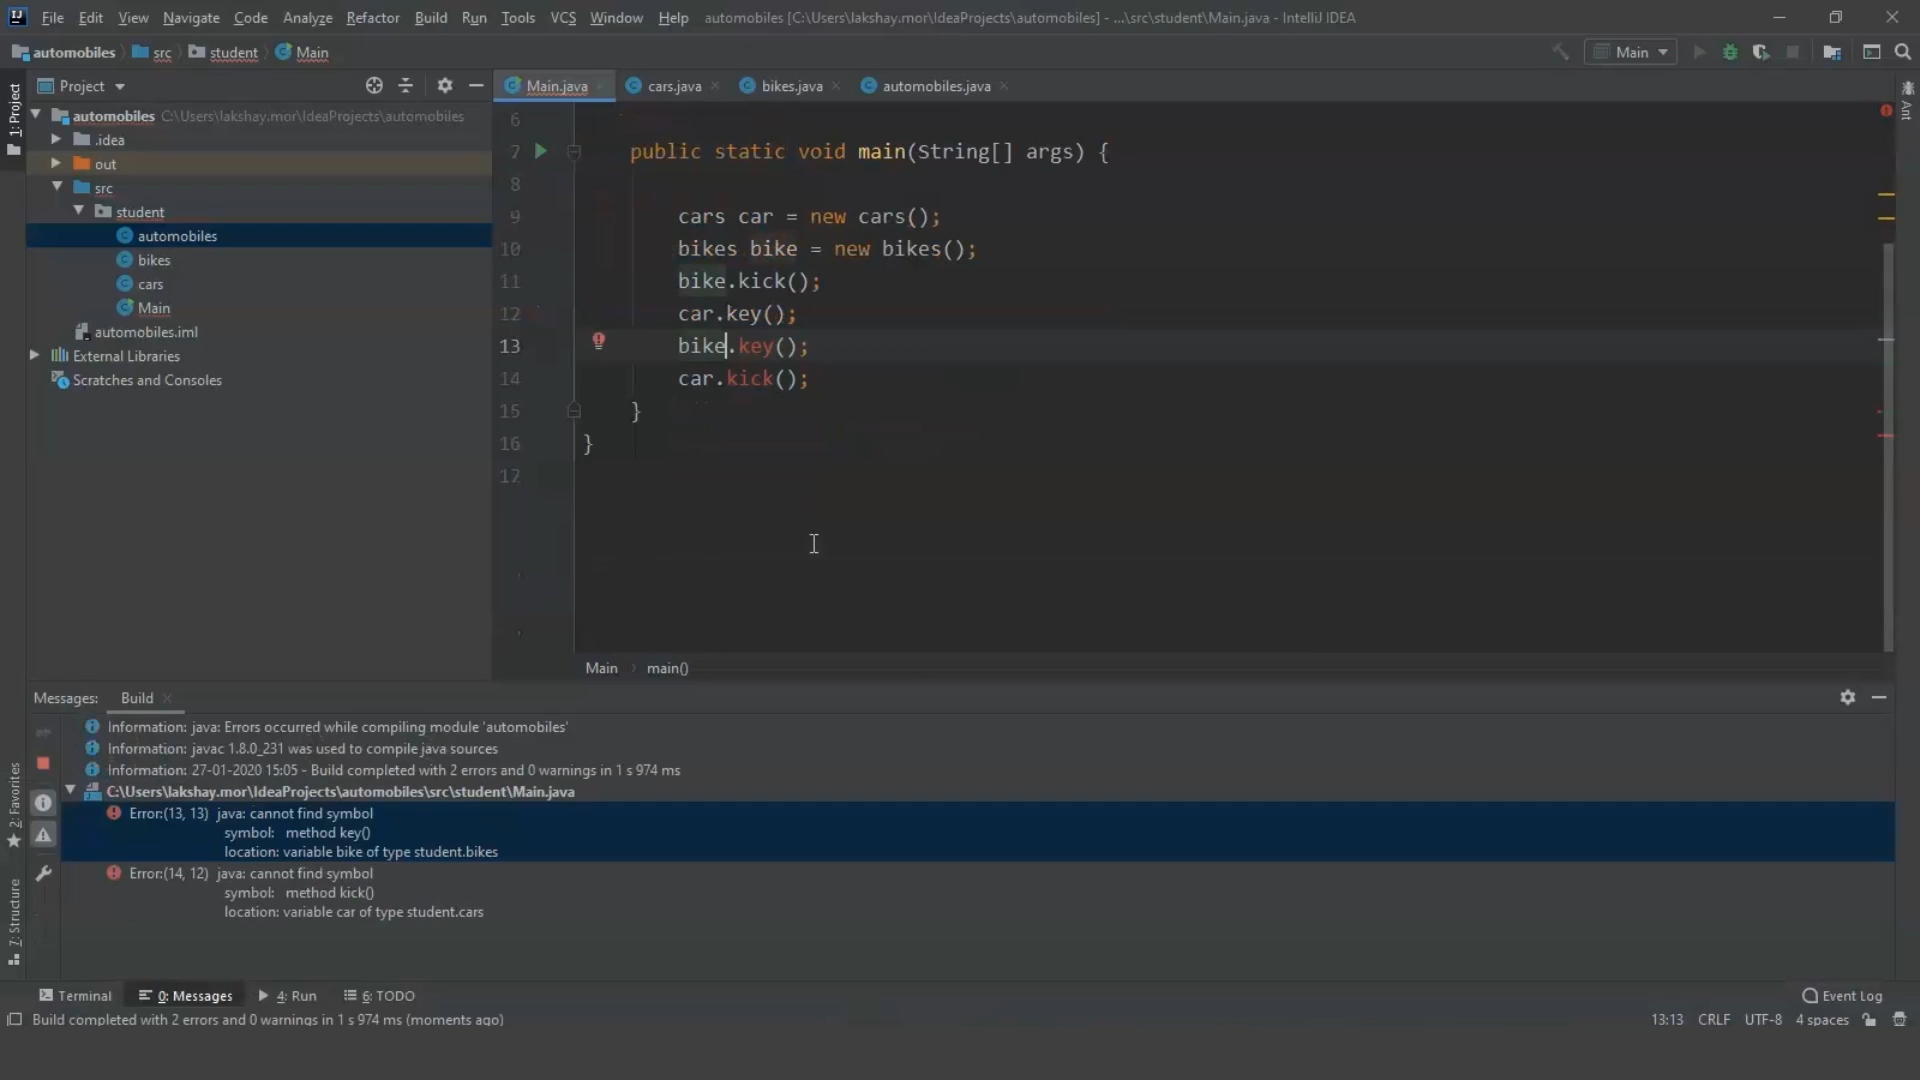 File Edit View Navigate Code Analyze Refactor Build Run Tools VCS Window Help automobiles [C:\Users\lakshay.mor\IdeaProjects\automobiles] - ...\src\student\Main.java - IntelliJ IDEA
automobiles src student Main Main
Project Main.java cars.java bikes.java automobiles.java
1: Project
Ant
automobiles C:\Users\lakshay.mor\IdeaProjects\automobiles
.idea
out
src
student
automobiles
bikes
cars
Main
automobiles.iml
External Libraries
Scratches and Consoles
6
7 public static void main(String[] args) {
8
9 cars car = new cars();
10 bikes bike = new bikes();
11 bike.kick();
12 car.key();
13 bike.key();
14 car.kick();
15 }
16 }
Main main()
Messages: Build
Information: java: Errors occurred while compiling module 'automobiles'
Information: javac 1.8.0_231 was used to compile java sources
Information: 27-01-2020 15:05 - Build completed with 2 errors and 0 warnings in 1 s 974 ms
C:\Users\lakshay.mor\IdeaProjects\automobiles\src\student\Main.java
Error:(13, 13) java: cannot find symbol
symbol: method key()
location: variable bike of type student.bikes
Error:(14, 12) java: cannot find symbol
symbol: method kick()
location: variable car of type student.cars
2: Favorites
7: Structure
Terminal 0: Messages 4: Run 6: TODO Event Log
Build completed with 2 errors and 0 warnings in 1 s 974 ms (moments ago) 13:13 CRLF UTF-8 4 spaces